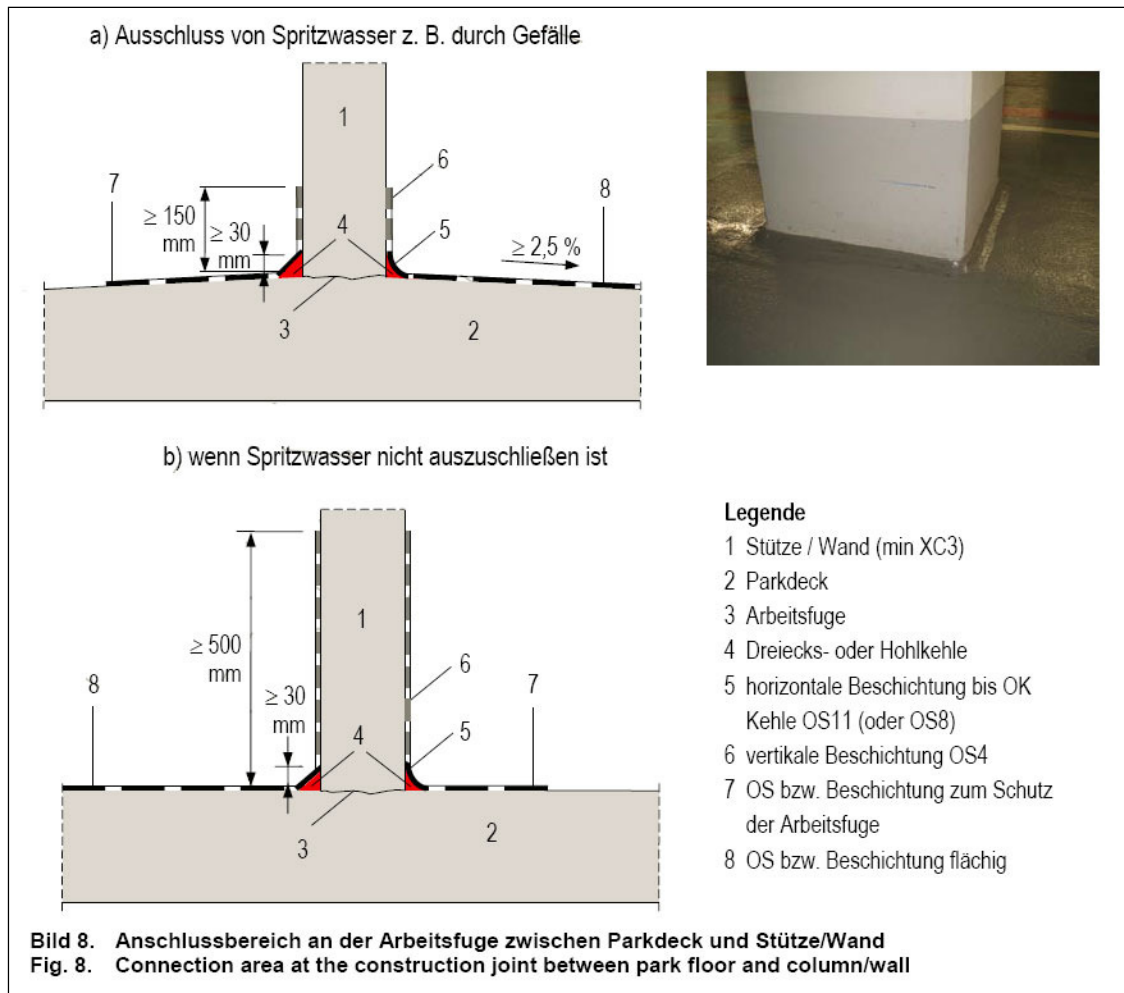 a) Ausschluss von Spritzwasser z. B. durch Gefälle
1
6
7
4
5
8
≥ 150
mm
≥ 30
mm
≥ 2,5 %
3
2
b) wenn Spritzwasser nicht auszuschließen ist
1
≥ 500
mm
6
8
≥ 30
mm
4
5
7
3
2
Legende
1 Stütze / Wand (min XC3)
2 Parkdeck
3 Arbeitsfuge
4 Dreiecks- oder Hohlkehle
5 horizontale Beschichtung bis OK
Kehle OS11 (oder OS8)
6 vertikale Beschichtung OS4
7 OS bzw. Beschichtung zum Schutz
der Arbeitsfuge
8 OS bzw. Beschichtung flächig
Bild 8. Anschlussbereich an der Arbeitsfuge zwischen Parkdeck und Stütze/Wand
Fig. 8. Connection area at the construction joint between park floor and column/wall